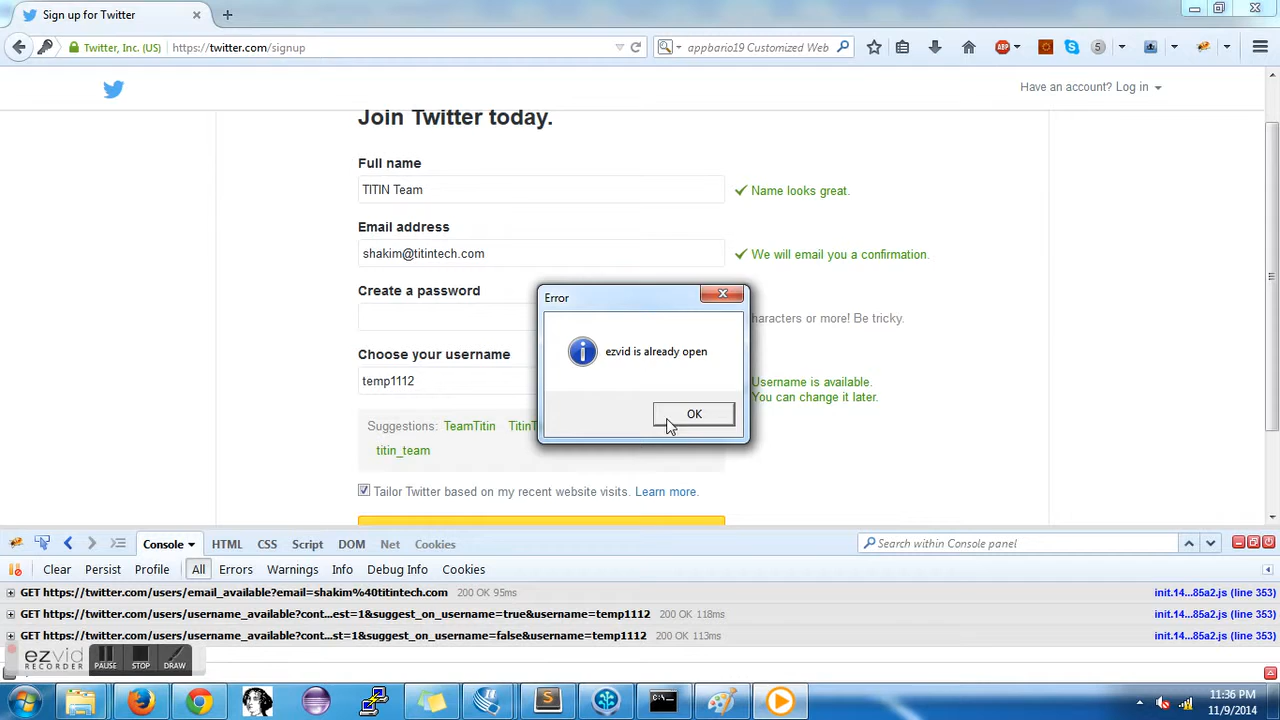 Sign up for Twitter
Twitter, Inc. (US)
https://twitter.com/signup
appbario19 Customized Web
ABP
S
5
Have an account? Log in
Join Twitter today.
Full name
TITIN Team
Name looks great.
Email address
shakim@titintech.com
We will email you a confirmation.
Create a password
haracters or more! Be tricky.
Error
ezvid is already open
OK
Choose your username
temp1112
Username is available.
You can change it later.
Suggestions: TeamTitin TitinT
titin_team
Tailor Twitter based on my recent website visits. Learn more.
Console HTML CSS Script DOM Net Cookies
Search within Console panel
Clear Persist Profile All Errors Warnings Info Debug Info Cookies
GET https://twitter.com/users/email_available?email=shakim%40titintech.com 200 OK 95ms init.14...85a2.js (line 353)
GET https://twitter.com/users/username_available?cont...est=1&suggest_on_username=true&username=temp1112 200 OK 118ms init.14...85a2.js (line 353)
GET https://twitter.com/users/username_available?cont...st=1&suggest_on_username=false&username=temp1112 200 OK 113ms init.14...85a2.js (line 353)
ezvid
RECORDER
PAUSE STOP DRAW
11:36 PM
11/9/2014